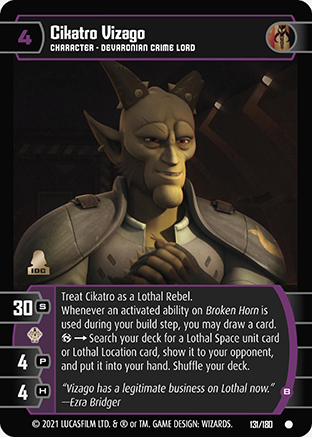 4
Cikatro Vizago
CHARACTER - DEVARONIAN CRIME LORD
IDC
30 S
4 P
4 H
Treat Cikatro as a Lothal Rebel.
Whenever an activated ability on Broken Horn is
used during your build step, you may draw a card.
→ Search your deck for a Lothal Space unit card
or Lothal Location card, show it to your opponent,
and put it into your hand. Shuffle your deck.
“Vizago has a legitimate business on Lothal now.”
—Ezra Bridger
B
© 2021 LUCASFILM LTD. & ® or TM. GAME DESIGN: WIZARDS. 131/180